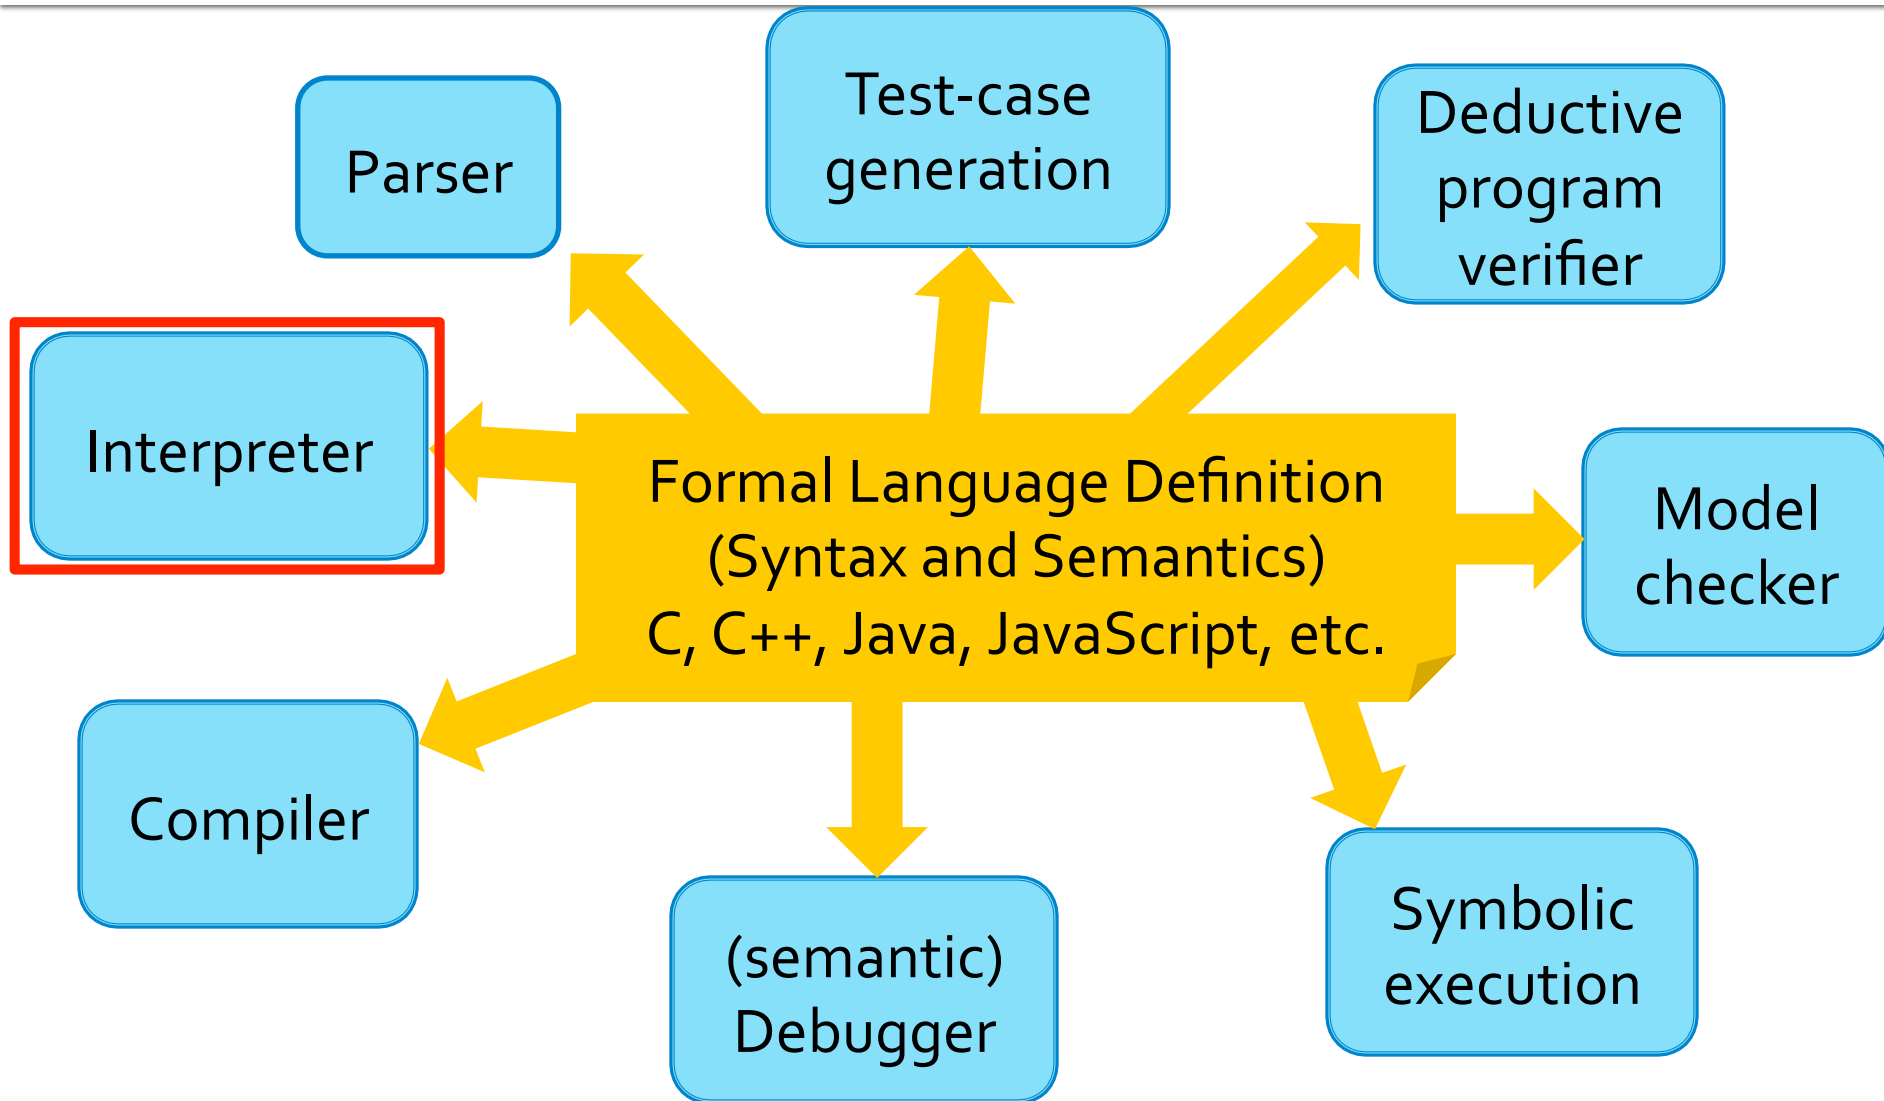 Test-case
generation
Deductive
program
verifier
Parser
Interpreter
Formal Language Definition
(Syntax and Semantics)
C, C++, Java, JavaScript, etc.
Model
checker
Compiler
(semantic)
Debugger
Symbolic
execution